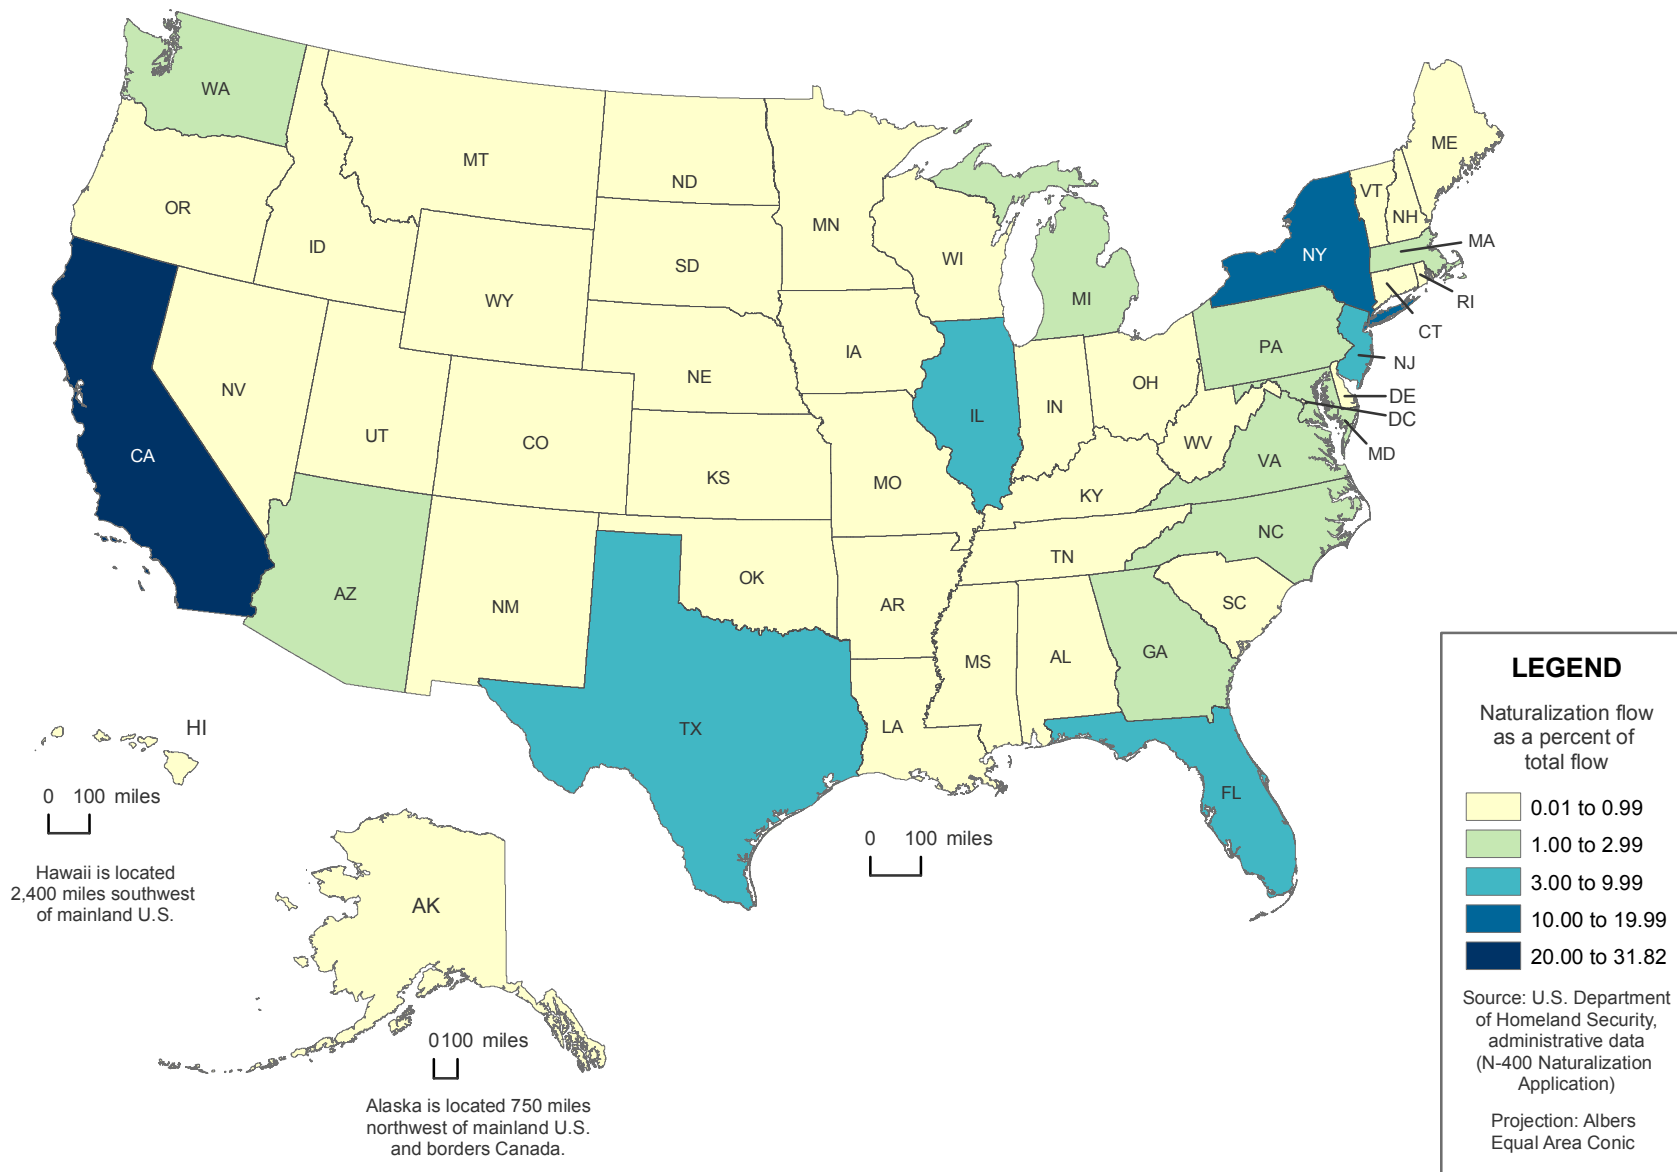 WA
MT
ND
MN
ME
VT
NH
OR
ID
SD
WI
MI
NY
MA
RI
CT
WY
IA
NE
PA
NJ
OH
IN
IL
NV
UT
CO
KS
MO
WV
VA
DE
DC
MD
CA
KY
NC
TN
AZ
NM
OK
AR
SC
MS
AL
GA
TX
LA
FL
HI
0 100 miles
Hawaii is located
2,400 miles southwest
of mainland U.S.
AK
0 100 miles
Alaska is located 750 miles
northwest of mainland U.S.
and borders Canada.
0 100 miles
LEGEND
Naturalization flow
as a percent of
total flow
0.01 to 0.99
1.00 to 2.99
3.00 to 9.99
10.00 to 19.99
20.00 to 31.82
Source: U.S. Department
of Homeland Security,
administrative data
(N-400 Naturalization
Application)
Projection: Albers
Equal Area Conic